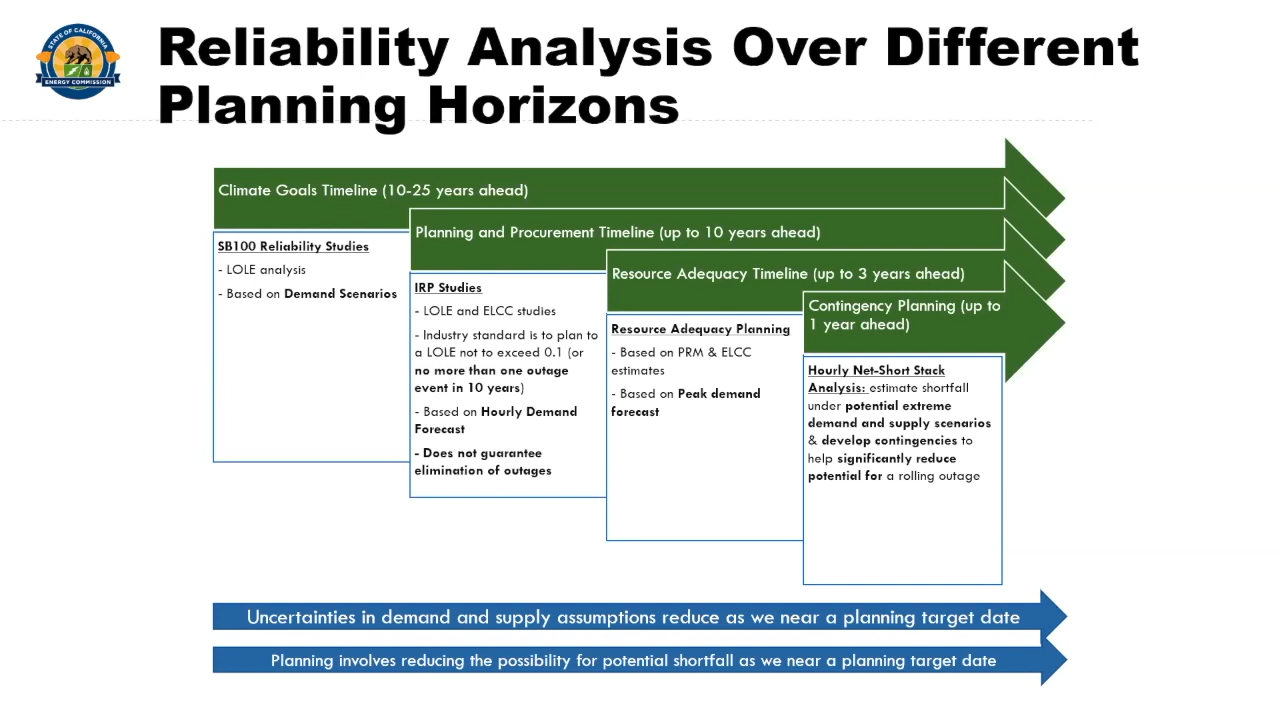 STATE OF CALIFORNIA
ENERGY COMMISSION
Reliability Analysis Over Different
Planning Horizons
Climate Goals Timeline (10-25 years ahead)
SB100 Reliability Studies
- LOLE analysis
- Based on Demand Scenarios
Planning and Procurement Timeline (up to 10 years ahead)
IRP Studies
- LOLE and ELCC studies
- Industry standard is to plan to
a LOLE not to exceed 0.1 (or
no more than one outage
event in 10 years)
- Based on Hourly Demand
Forecast
- Does not guarantee
elimination of outages
Resource Adequacy Timeline (up to 3 years ahead)
Resource Adequacy Planning
- Based on PRM & ELCC
estimates
- Based on Peak demand
forecast
Contingency Planning (up to
1 year ahead)
Hourly Net-Short Stack
Analysis: estimate shortfall
under potential extreme
demand and supply scenarios
& develop contingencies to
help significantly reduce
potential for a rolling outage
Uncertainties in demand and supply assumptions reduce as we near a planning target date
Planning involves reducing the possibility for potential shortfall as we near a planning target date